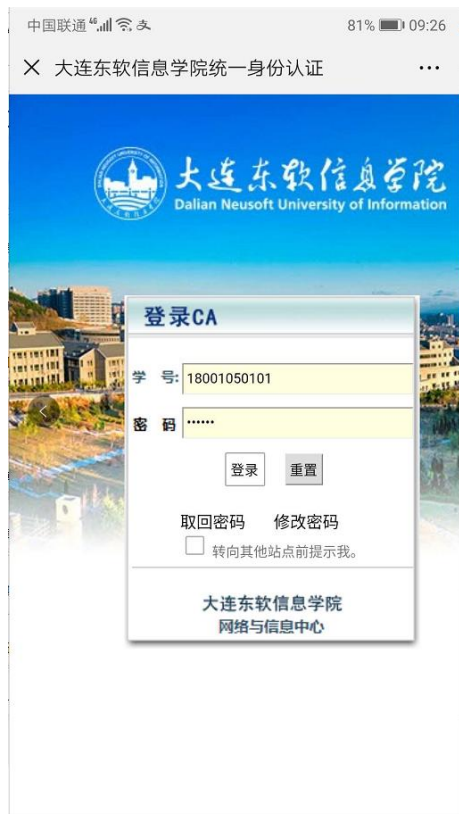 中国联通 81% 09:26
大连东软信息学院统一身份认证 ...
大连东软信息学院
Dalian Neusoft University of Information
登录CA
学 号: 18001050101
密 码 ••••••
登录 重置
取回密码 修改密码
转向其他站点前提示我。
大连东软信息学院
网络与信息中心